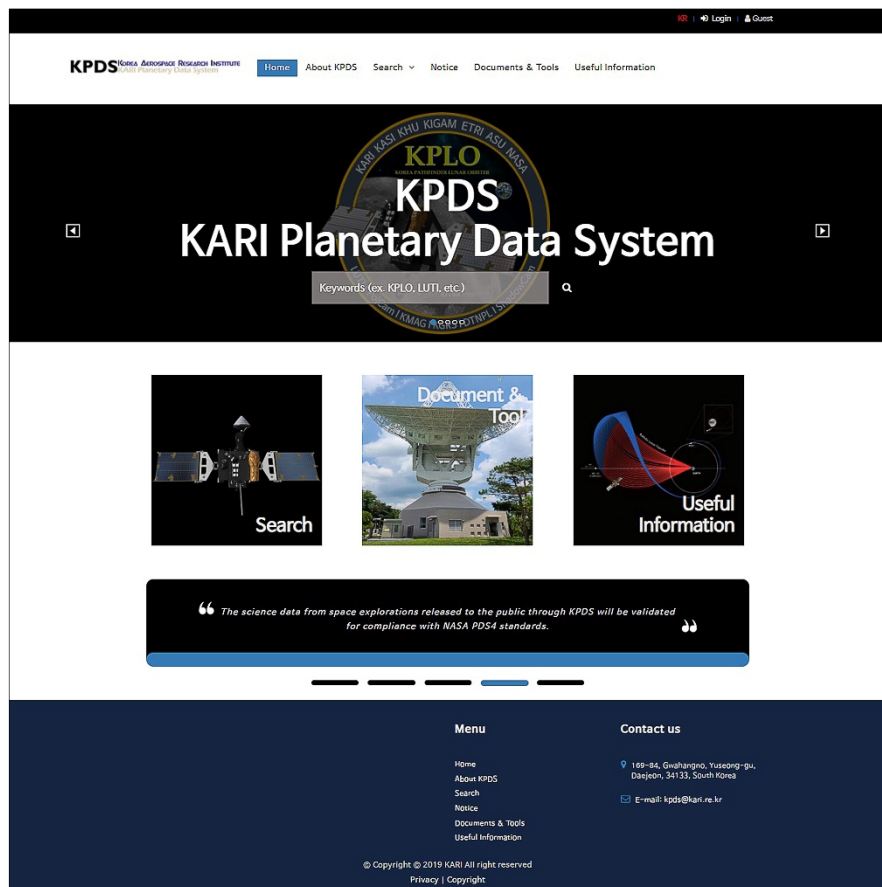 KR | Login | Guest
KPDS KOREA AEROSPACE RESEARCH INSTITUTE
KARI Planetary Data System
Home About KPDS Search Notice Documents & Tools Useful Information
KARI KASI KHU KIGAM ETRI ASU NASA
KPLO
KOREA PATHFINDER LUNAR ORBITER
KPDS
KARI Planetary Data System
Keywords (ex. KPLO, LUTI, etc.)
KMAG KGRS DTNPL ShadowCam
Document &
Tool
Search
Useful
Information
“ The science data from space explorations released to the public through KPDS will be validated
for compliance with NASA PDS4 standards. ”
Menu
Home
About KPDS
Search
Notice
Documents & Tools
Useful Information
Contact us
169-84, Gwahangno, Yuseong-gu,
Daejeon, 34133, South Korea
E-mail: kpds@kari.re.kr
© Copyright © 2019 KARI All right reserved
Privacy | Copyright